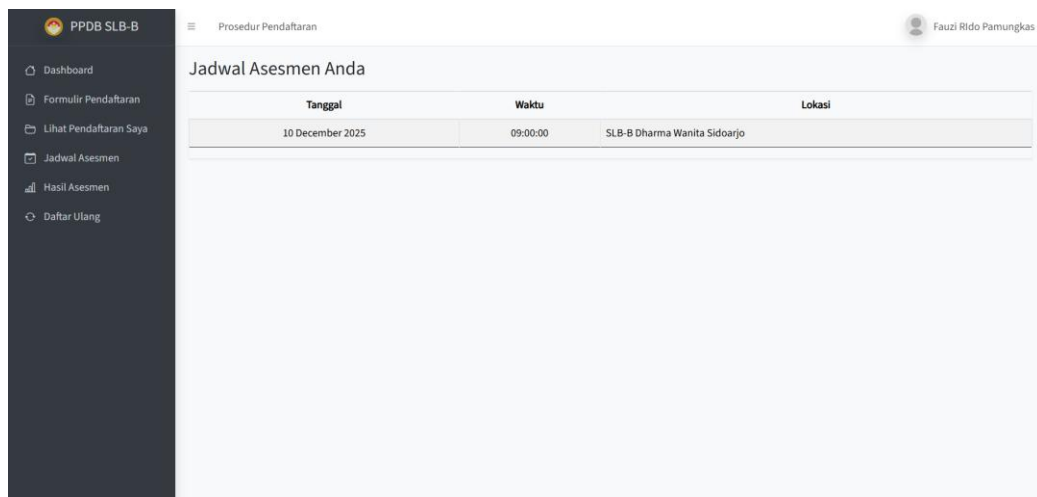 PPDB SLB-B
Prosedur Pendaftaran
Fauzi RIdo Pamungkas
Dashboard
Formulir Pendaftaran
Lihat Pendaftaran Saya
Jadwal Asesmen
Hasil Asesmen
Daftar Ulang
Jadwal Asesmen Anda
Tanggal Waktu Lokasi
10 December 2025 09:00:00 SLB-B Dharma Wanita Sidoarjo